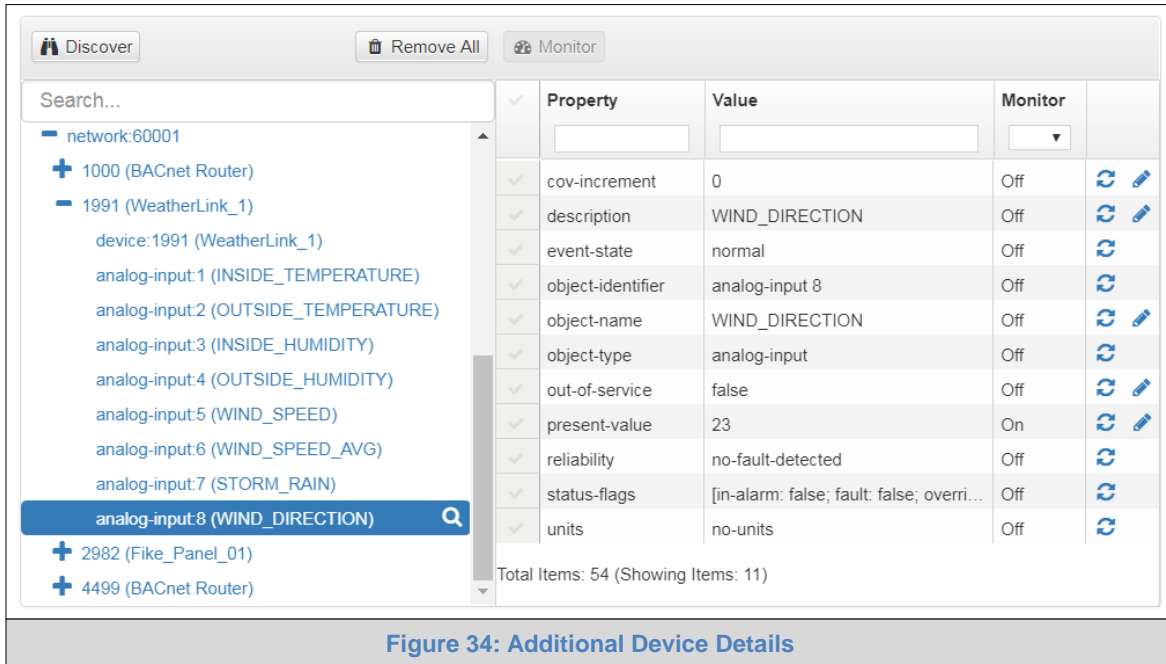 Discover
Remove All
Monitor
Search...
network:60001
1000 (BACnet Router)
1991 (WeatherLink_1)
device:1991 (WeatherLink_1)
analog-input:1 (INSIDE_TEMPERATURE)
analog-input:2 (OUTSIDE_TEMPERATURE)
analog-input:3 (INSIDE_HUMIDITY)
analog-input:4 (OUTSIDE_HUMIDITY)
analog-input:5 (WIND_SPEED)
analog-input:6 (WIND_SPEED_AVG)
analog-input:7 (STORM_RAIN)
analog-input:8 (WIND_DIRECTION)
2982 (Fike_Panel_01)
4499 (BACnet Router)
Property Value Monitor
cov-increment 0 Off
description WIND_DIRECTION Off
event-state normal Off
object-identifier analog-input 8 Off
object-name WIND_DIRECTION Off
object-type analog-input Off
out-of-service false Off
present-value 23 On
reliability no-fault-detected Off
status-flags [in-alarm: false; fault: false; overri... Off
units no-units Off
Total Items: 54 (Showing Items: 11)
Figure 34: Additional Device Details